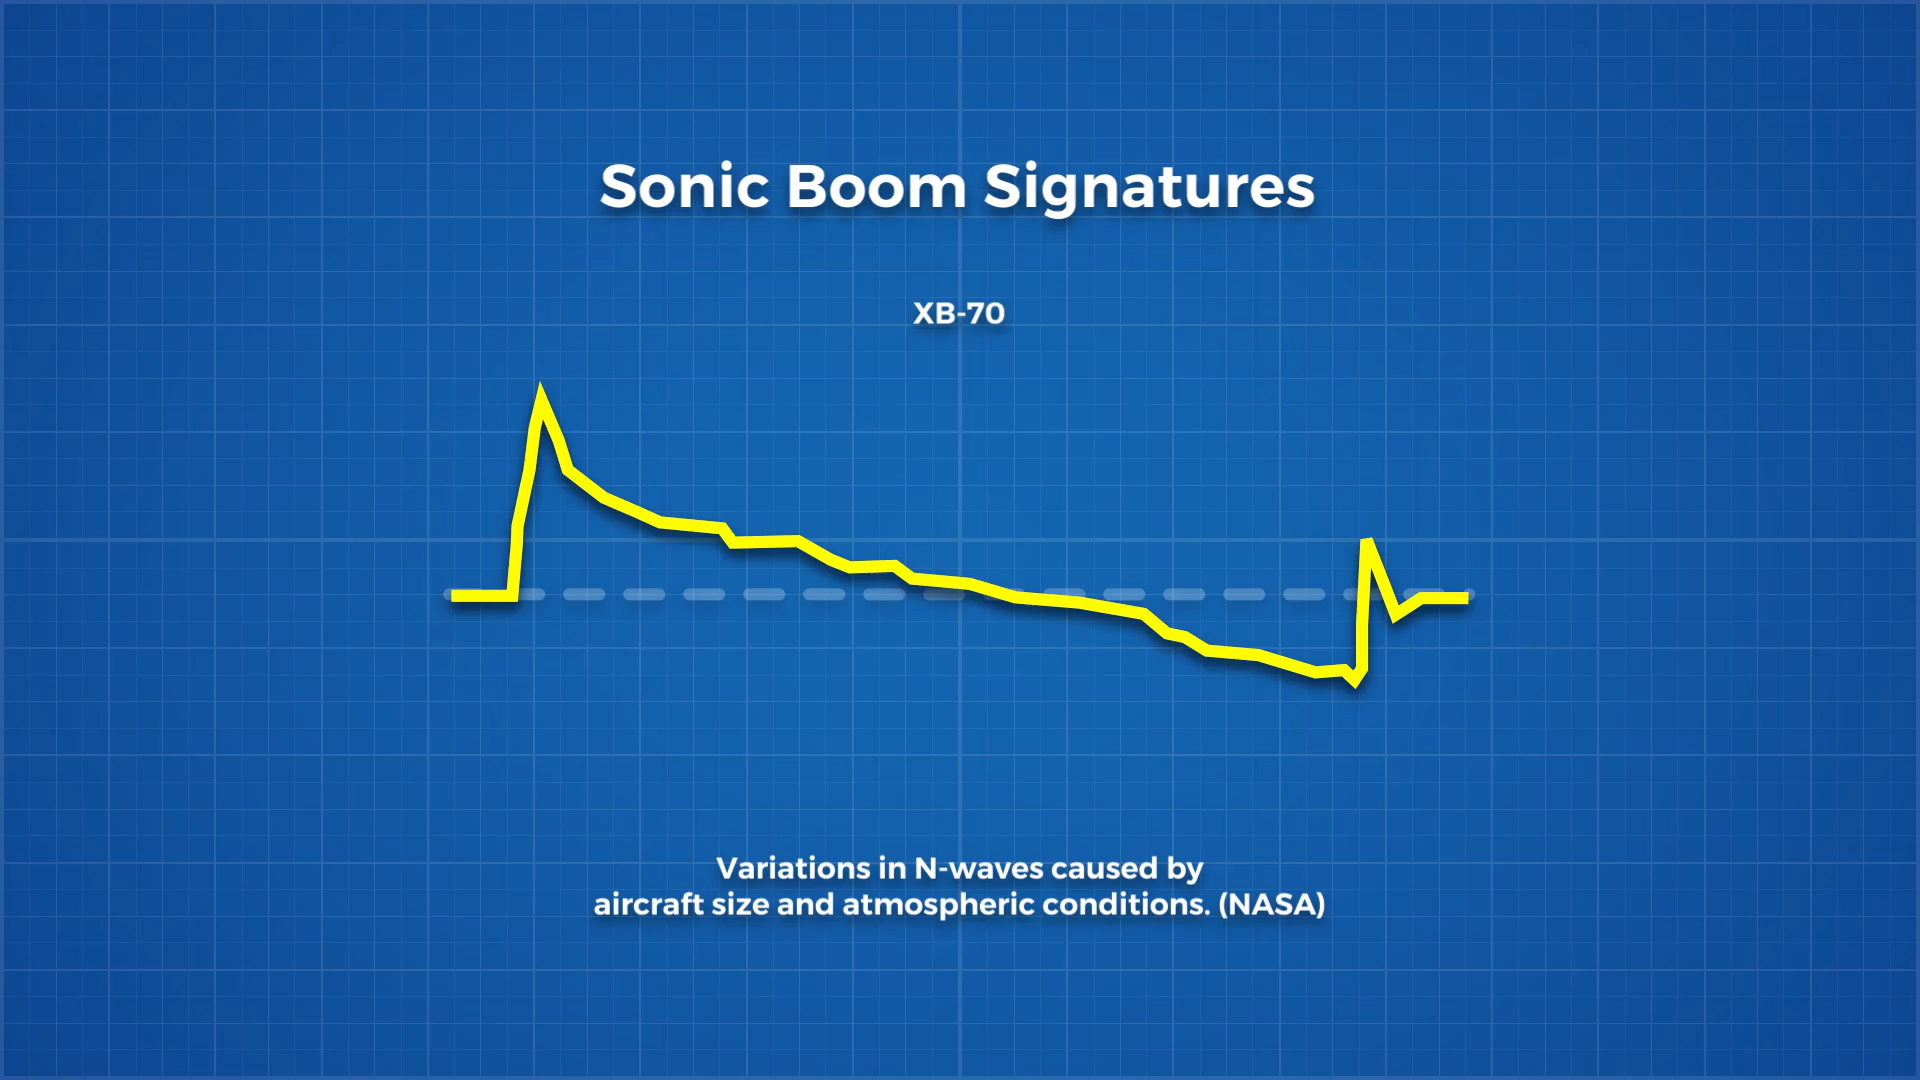 Sonic Boom Signatures
XB-70
Variations in N-waves caused by
aircraft size and atmospheric conditions. (NASA)